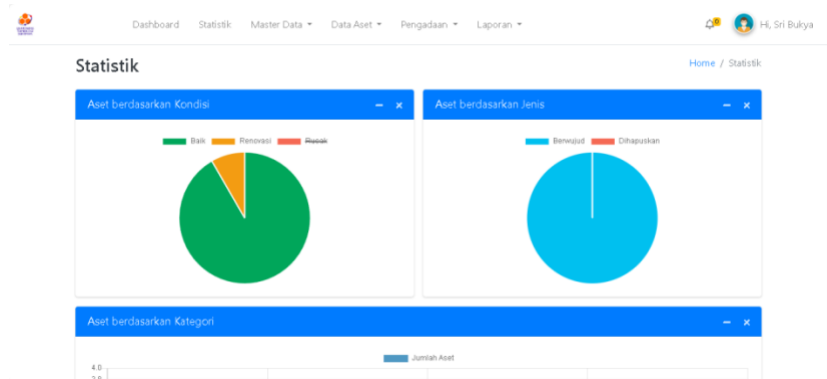 Dashboard Statistik Master Data Data Aset Pengadaan Laporan 0 Hi, Sri Bukya
Statistik Home / Statistik
Aset berdasarkan Kondisi Aset berdasarkan Jenis
Baik Renovasi Rusak Berwujud Dihapuskan
Aset berdasarkan Kategori
Jumlah Aset
4.0